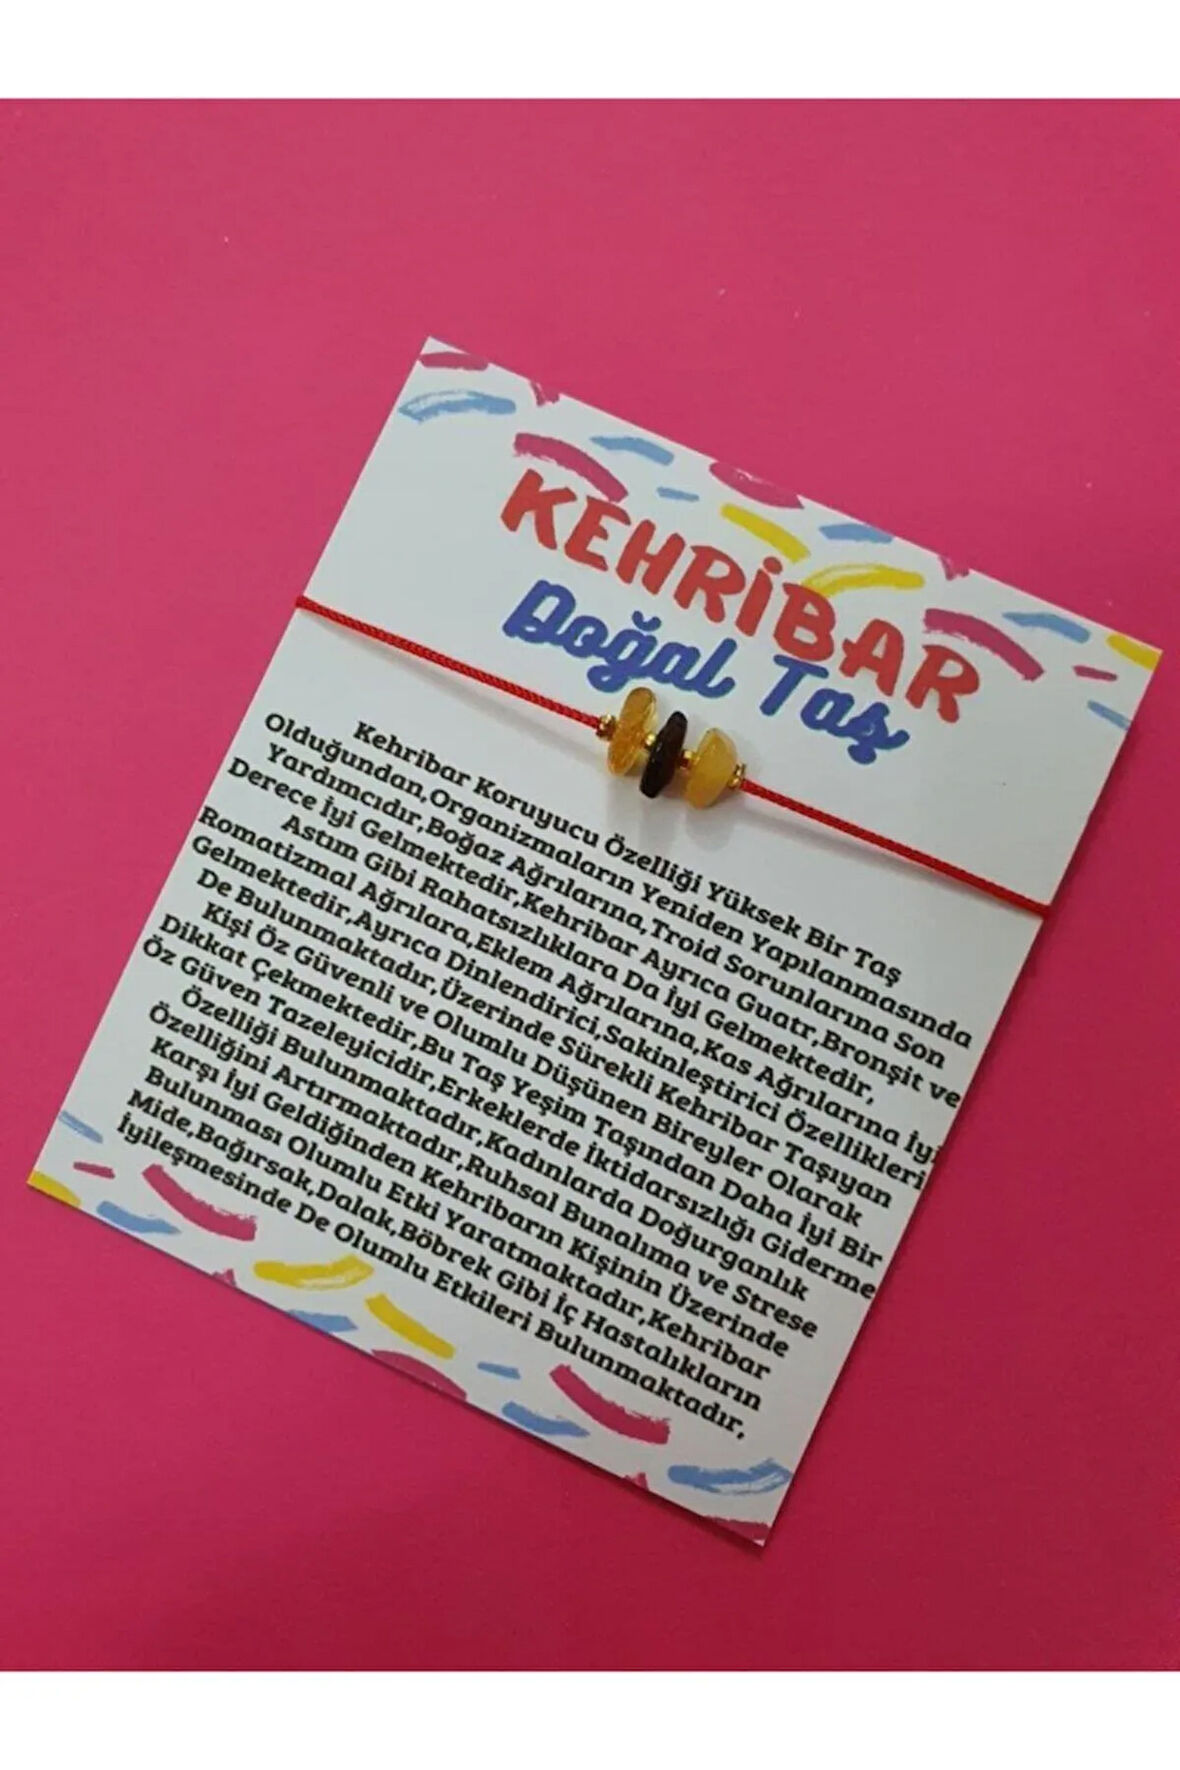 KEHRİBAR
Doğal Taş
Kehribar Koruyucu Özelliği Yüksek Bir Taş
Olduğundan,Organizmaların Yeniden Yapılanmasında
Yardımcıdır,Boğaz Ağrılarına,Troid Sorunlarına Son
Derece İyi Gelmektedir,Kehribar Ayrıca Guatr,Bronşit ve
Astım Gibi Rahatsızlıklara Da İyi Gelmektedir,
Romatizmal Ağrılara,Eklem Ağrılarına,Kas Ağrılarına İyi
Gelmektedir,Ayrıca Dinlendirici,Sakinleştirici Özellikleri
De Bulunmaktadır,Üzerinde Sürekli Kehribar Taşıyan
Kişi Öz Güvenli ve Olumlu Düşünen Bireyler Olarak
Dikkat Çekmektedir,Bu Taş Yeşim Taşından Daha İyi Bir
Öz Güven Tazeleyicidir,Erkeklerde İktidarsızlığı Giderme
Özelliği Bulunmaktadır,Kadınlarda Doğurganlık
Özelliğini Artırmaktadır,Ruhsal Bunalıma ve Strese
Karşı İyi Geldiğinden Kehribarın Kişinin Üzerinde
Bulunması Olumlu Etki Yaratmaktadır,Kehribar
Mide,Bağırsak,Dalak,Böbrek Gibi İç Hastalıkların
İyileşmesinde De Olumlu Etkileri Bulunmaktadır,